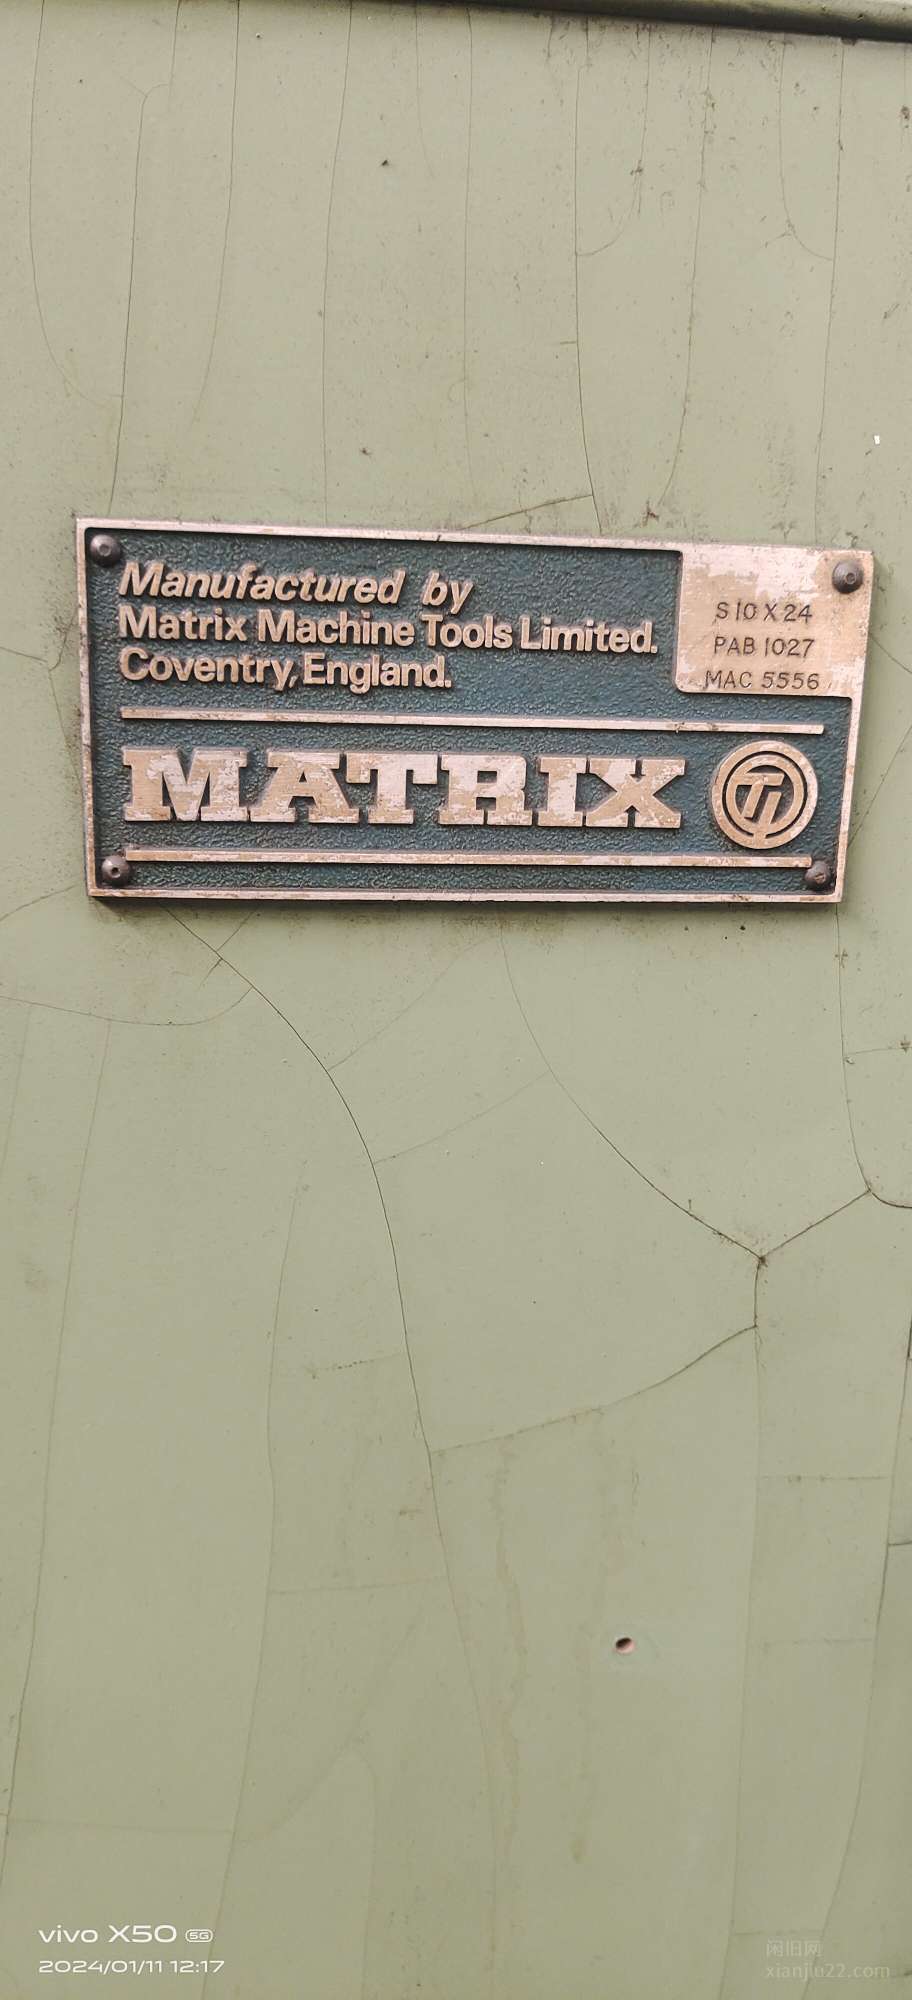 Manufactured by
Matrix Machine Tools Limited.
Coventry, England.
S10 X 24
PAB 1027
MAC 5556
MATRIX TI
vivo X50 5G
2024/01/11 12:17
闲旧网
xianjiu22.com